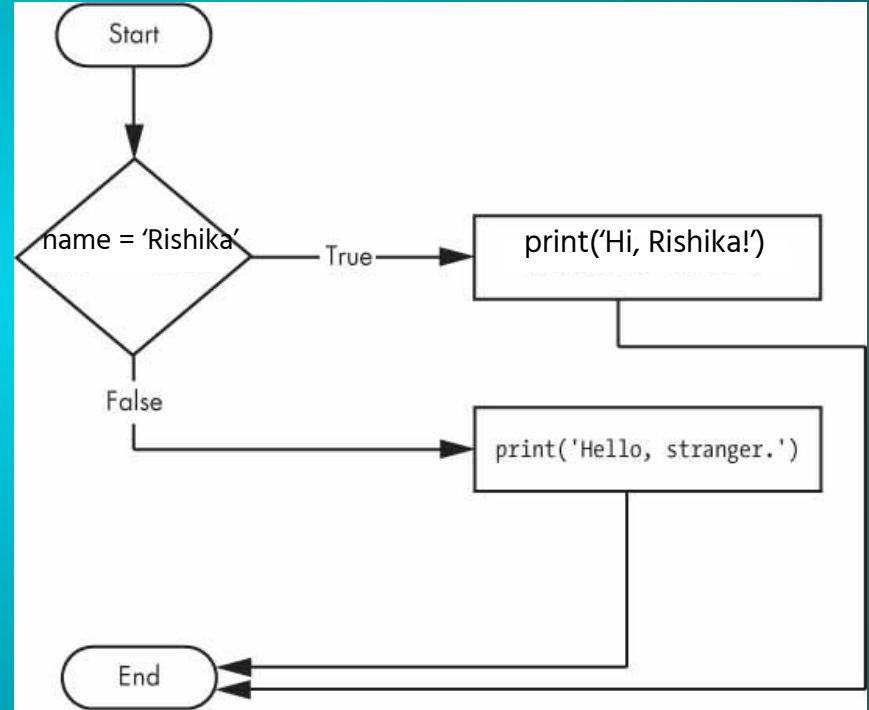 Start
name = ‘Rishika’
True
print(‘Hi, Rishika!’)
False
print('Hello, stranger.')
End